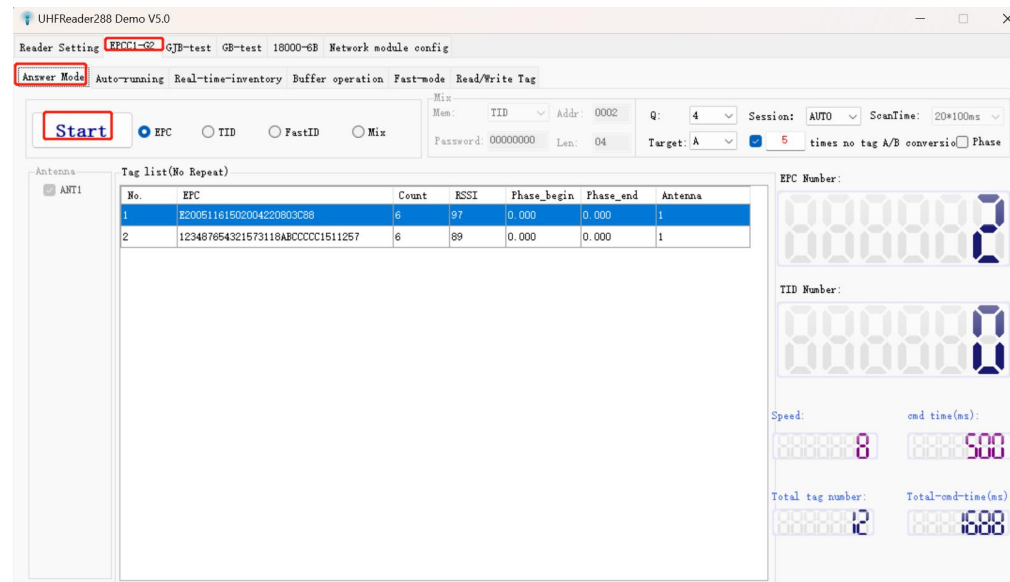 UHFReader288 Demo V5.0
Reader Setting EPCC1-G2 GJB-test GB-test 18000-6B Network module config
Answer Mode Auto-running Real-time-inventory Buffer operation Fast-mode Read/Write Tag
Start
EPC TID FastID Mix
Mix
Mem: TID Addr: 0002
Password: 00000000 Len: 04
Q: 4 Session: AUTO ScanTime: 20*100ms
Target: A 5 times no tag A/B conversio Phase
Antenna
ANT1
Tag list(No Repeat)
No. EPC Count RSSI Phase_begin Phase_end Antenna
1 E20051161502004220803C88 6 97 0.000 0.000 1
2 123487654321573118ABCCCCC1511257 6 89 0.000 0.000 1
EPC Number:
2
TID Number:
0
Speed: cmd time(ms):
8 500
Total tag number: Total-cmd-time(ms)
12 1688